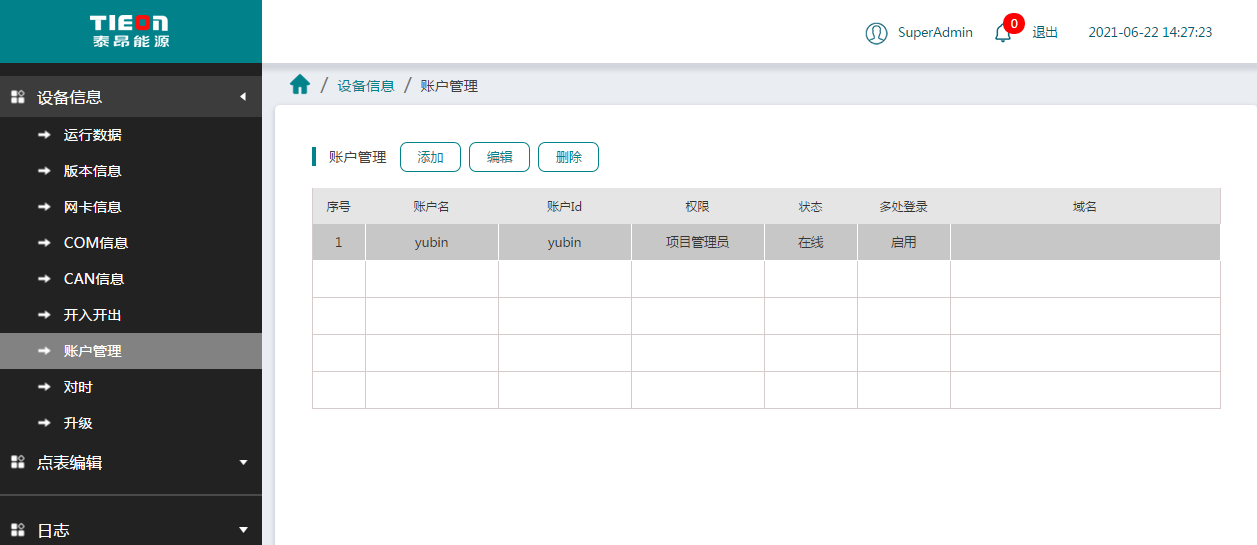 TIEON
泰昂能源
SuperAdmin
0
退出
2021-06-22 14:27:23
设备信息
运行数据
版本信息
网卡信息
COM信息
CAN信息
开入开出
账户管理
对时
升级
点表编辑
日志
/ 设备信息 / 账户管理
账户管理 添加 编辑 删除
序号 账户名 账户Id 权限 状态 多处登录 域名
1 yubin yubin 项目管理员 在线 启用